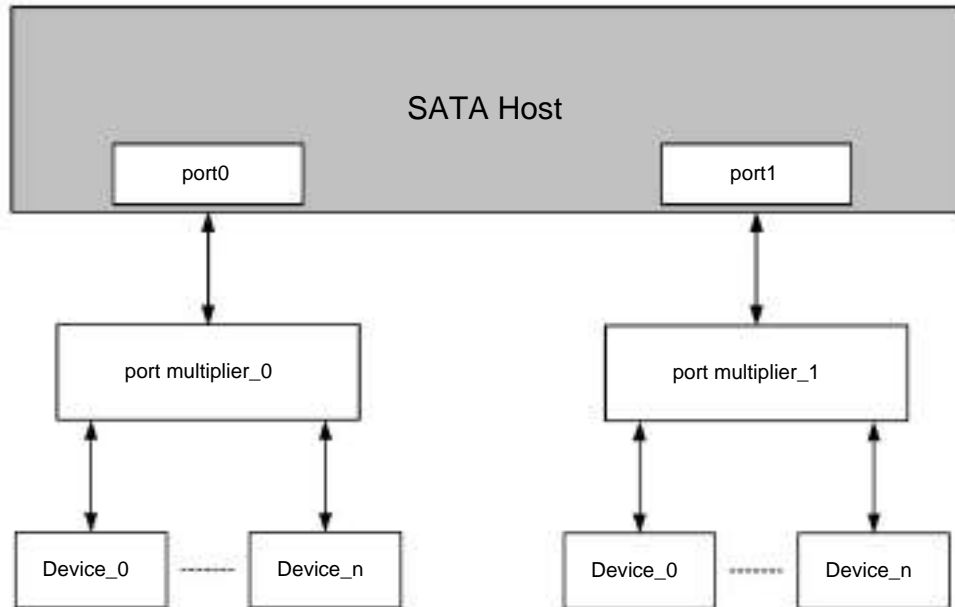 SATA Host
port0
port1
port multiplier_0
port multiplier_1
Device_0
Device_n
Device_0
Device_n